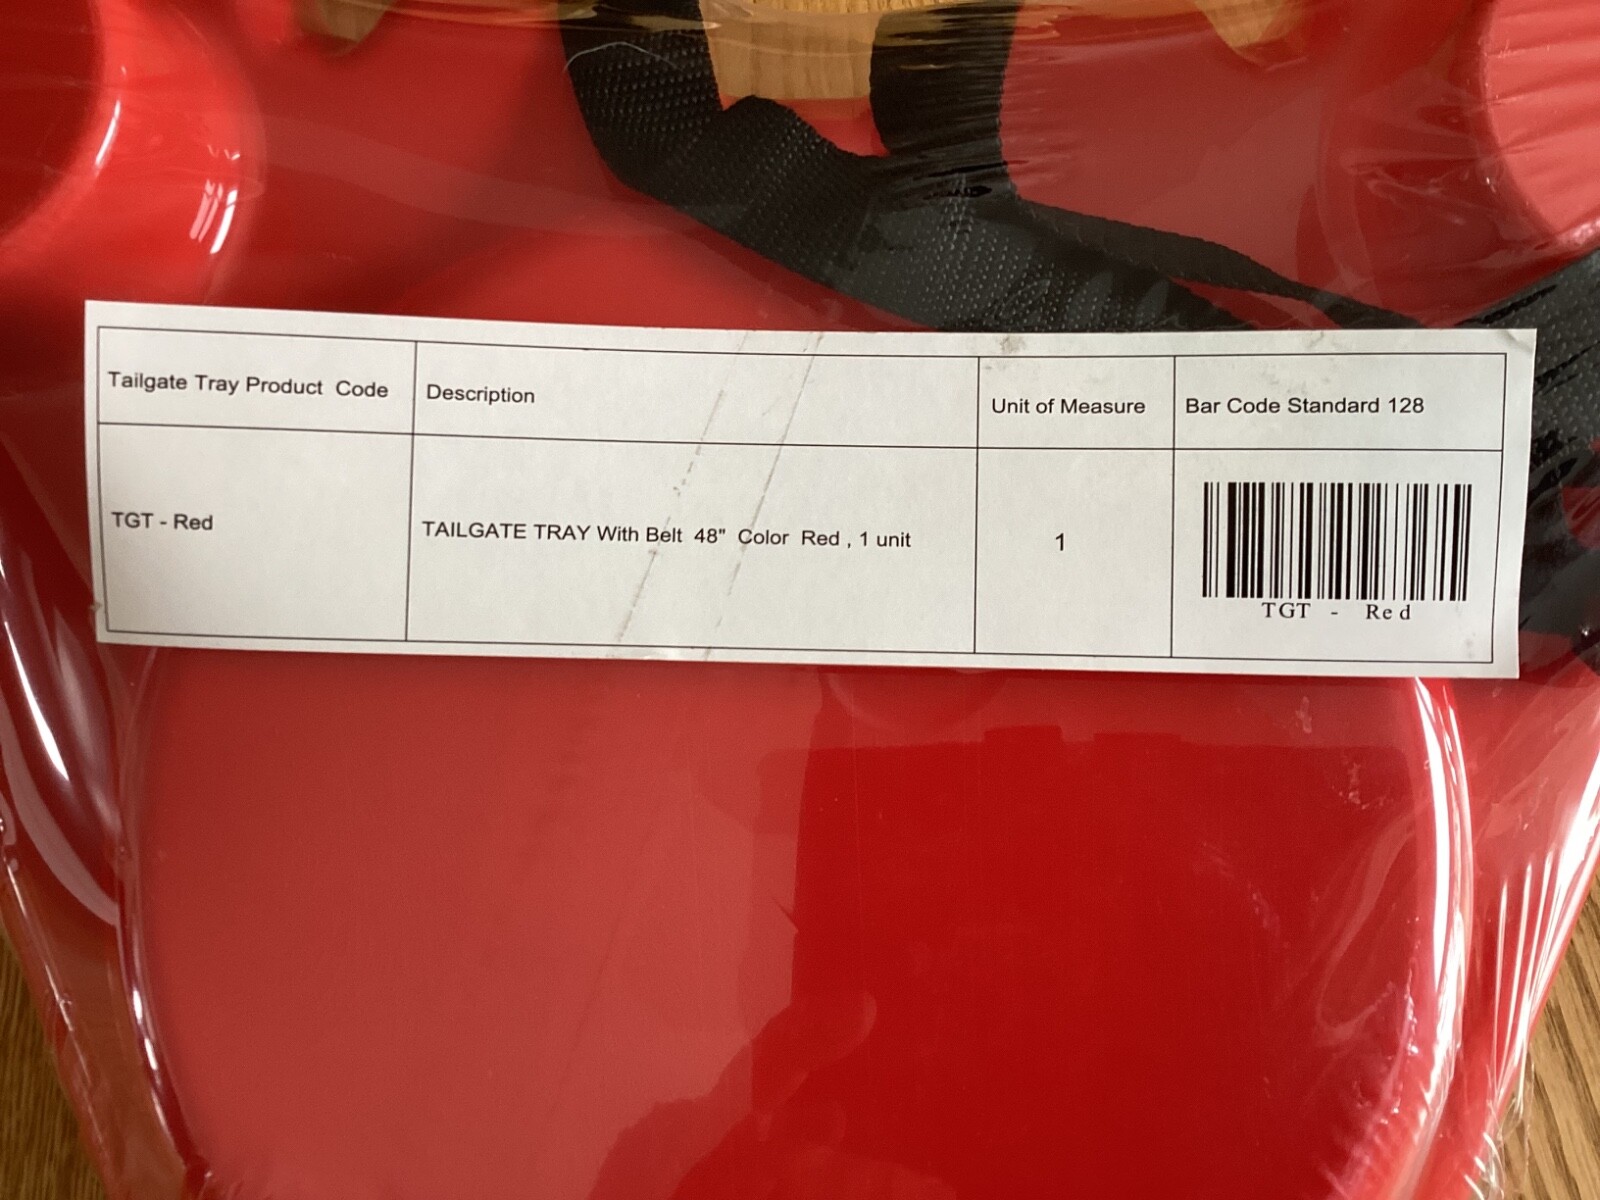 Tailgate Tray Product Code
Description
Unit of Measure
Bar Code Standard 128
TGT - Red
TAILGATE TRAY With Belt 48" Color Red , 1 unit
1
TGT - Red